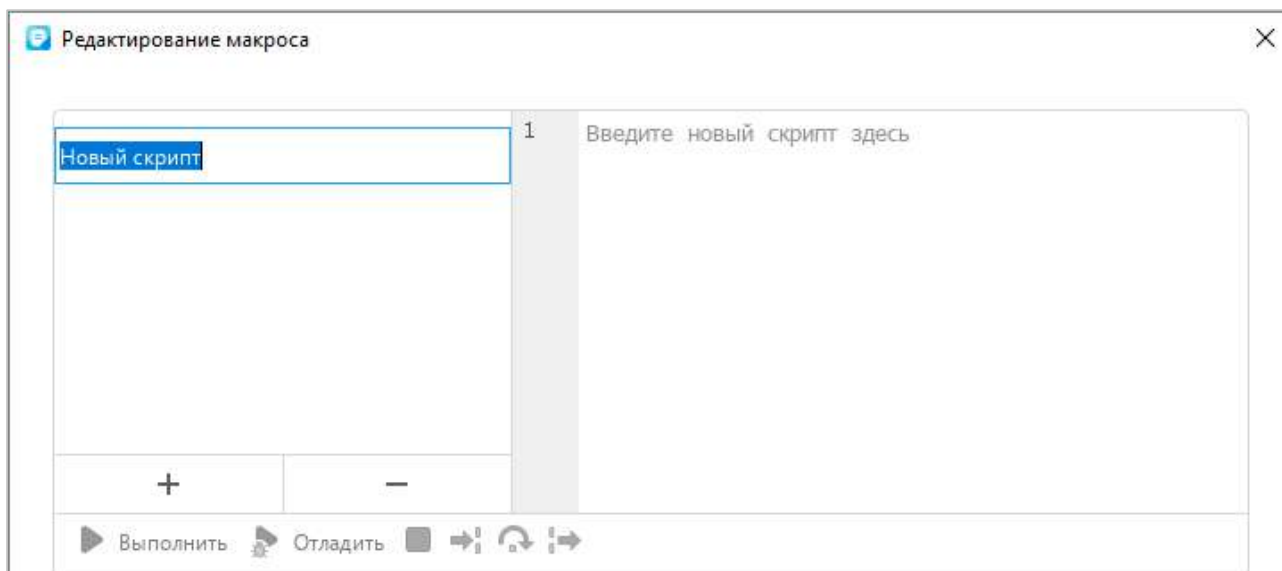 Редактирование макроса
Новый скрипт
1 Введите новый скрипт здесь
+ −
Выполнить Отладить